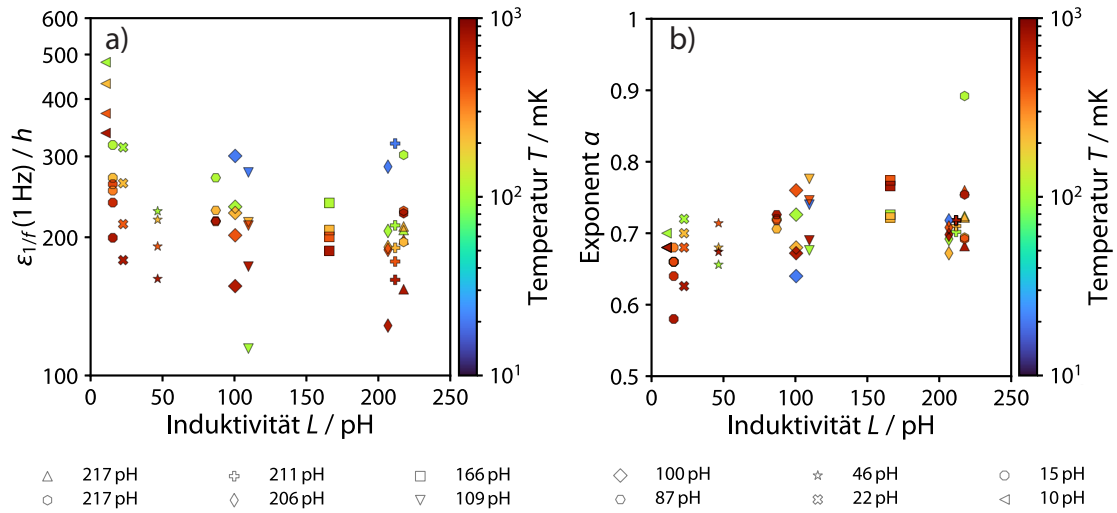 a)
600
500
400
300
200
100
ε1/f (1 Hz) / h
0 50 100 150 200 250
Induktivität L / pH
10³
10²
10¹
Temperatur T / mK
b)
1
0.9
0.8
0.7
0.6
0.5
Exponent α
0 50 100 150 200 250
Induktivität L / pH
10³
10²
10¹
Temperatur T / mK
217 pH 211 pH 166 pH 100 pH 46 pH 15 pH
217 pH 206 pH 109 pH 87 pH 22 pH 10 pH